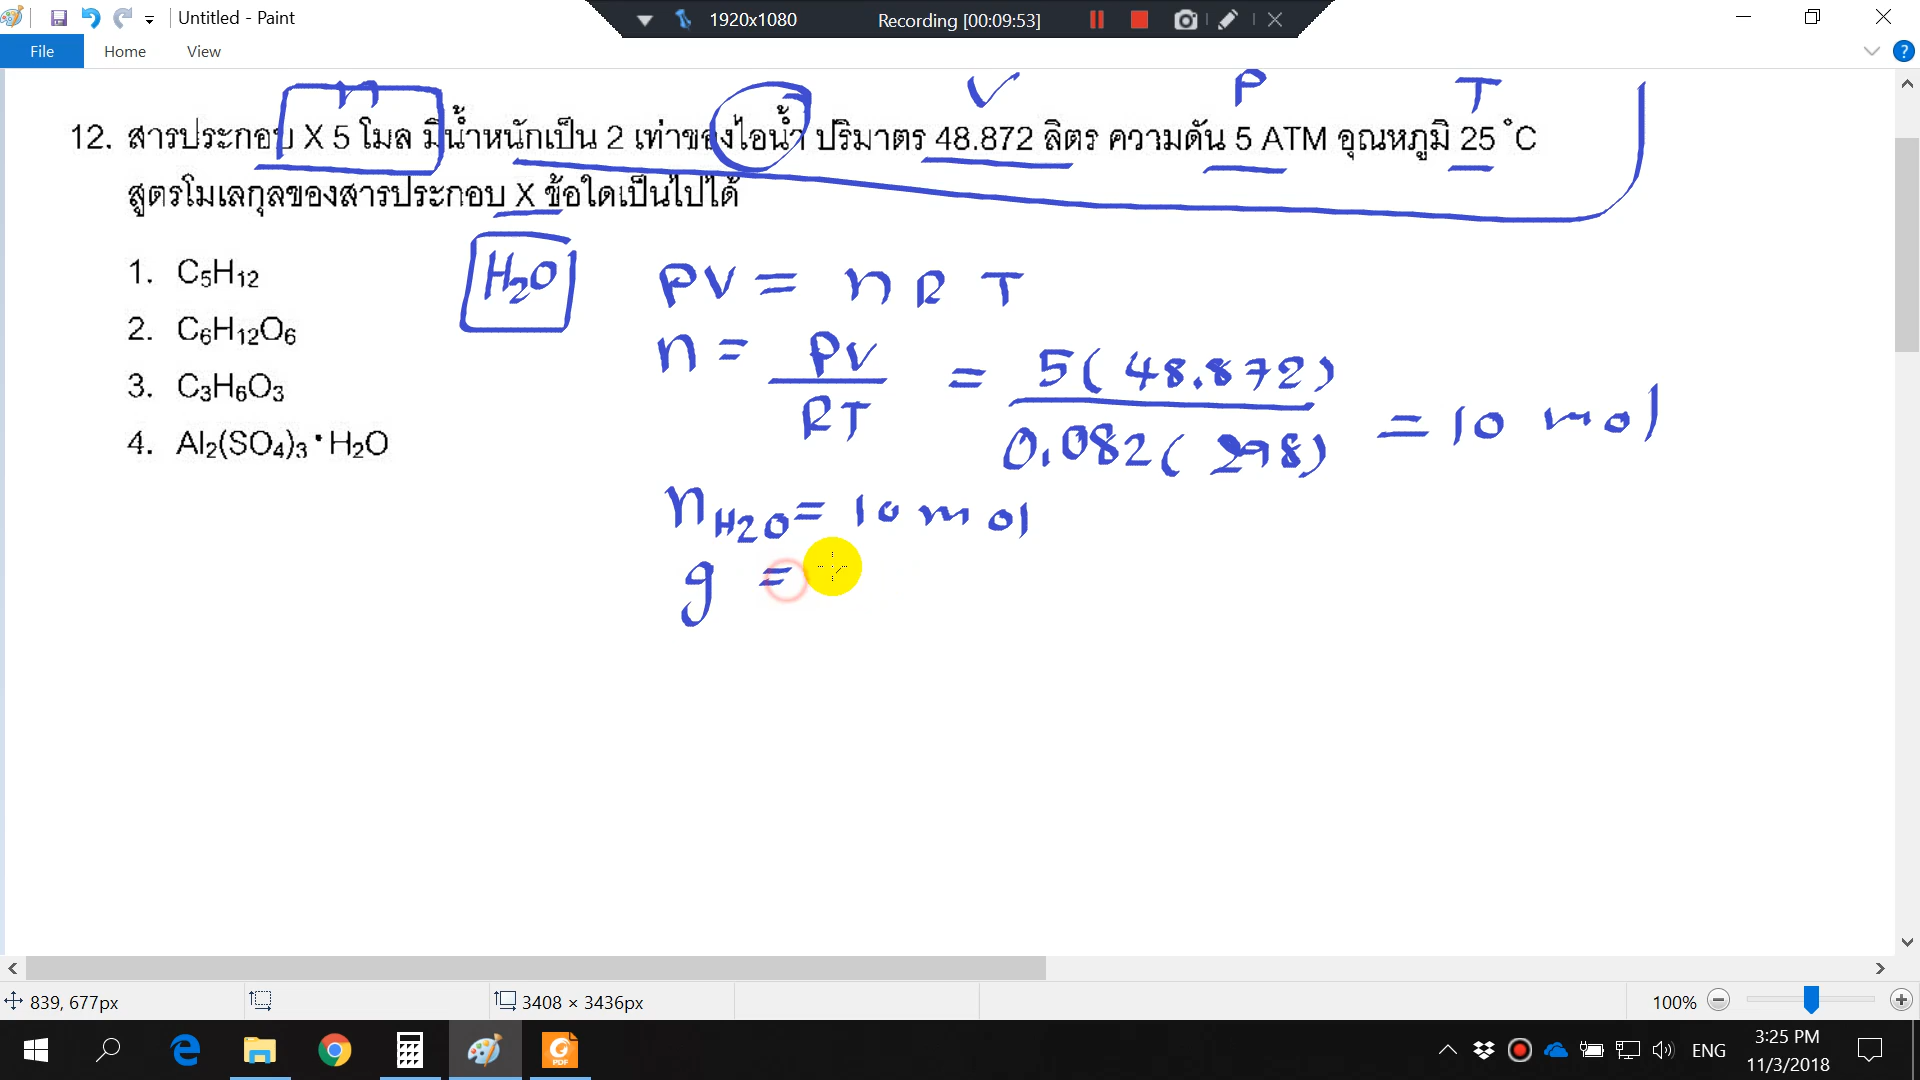 Untitled - Paint
1920x1080
Recording [00:09:53]
File Home View
n V P T
12. สารประกอบ X 5 โมล มีน้ำหนักเป็น 2 เท่าของไอน้ำ ปริมาตร 48.872 ลิตร ความดัน 5 ATM อุณหภูมิ 25 °C
สูตรโมเลกุลของสารประกอบ X ข้อใดเป็นไปได้
1. C5H12
2. C6H12O6
3. C3H6O3
4. Al2(SO4)3•H2O
H2O
PV = n R T
n = PV / RT = 5(48.872) / 0.082(298) = 10 mol
nH2O = 10 mol
g =
839, 677px
3408 × 3436px
100%
PDF
ENG
3:25 PM
11/3/2018